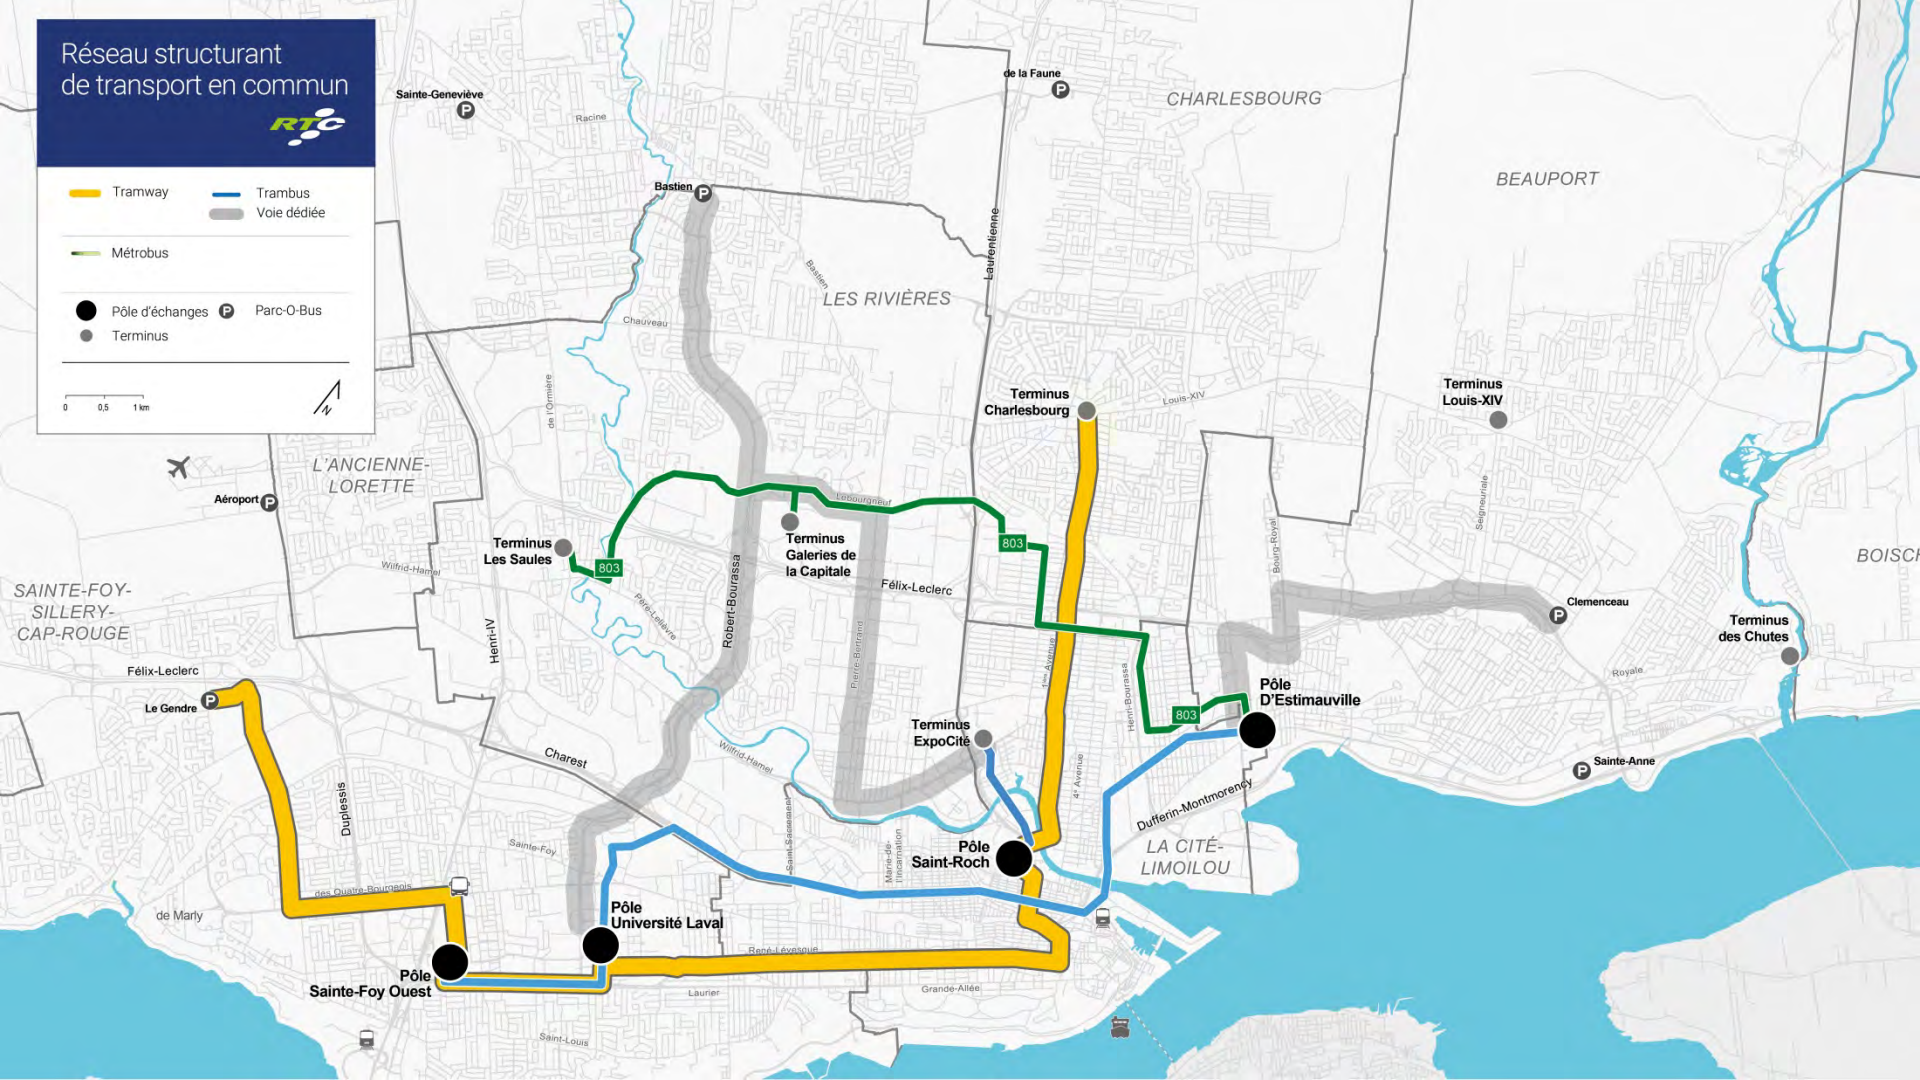 Réseau structurant
de transport en commun
RTC
Tramway
Trambus
Voie dédiée
Métrobus
Pôle d'échanges
P
Parc-O-Bus
Terminus
0
0,5
1 km
N
Sainte-Geneviève
P
Racine
de la Faune
P
CHARLESBOURG
BEAUPORT
Bastien
P
Laurentienne
Bastien
LES RIVIÈRES
Chauveau
de l'Ormière
Terminus
Charlesbourg
Louis-XIV
Terminus
Louis-XIV
L'ANCIENNE-
LORETTE
Aéroport
P
Lebourgneuf
Seigneuriale
Bourg-Royal
Terminus
Les Saules
803
Terminus
Galeries de
la Capitale
803
BOISCH
Wilfrid-Hamel
Père-Lelièvre
Robert-Bourassa
Félix-Leclerc
SAINTE-FOY-
SILLERY-
CAP-ROUGE
Clemenceau
P
Terminus
des Chutes
Henri-IV
Pierre-Bertrand
1ère Avenue
Henri-Bourassa
Royale
Félix-Leclerc
Le Gendre
P
Pôle
D'Estimauville
803
Terminus
ExpoCité
Charest
Wilfrid-Hamel
4e Avenue
Sainte-Anne
P
Duplessis
Dufferin-Montmorency
Saint-Sacrement
Marie-de-
l'Incarnation
Sainte-Foy
Pôle
Saint-Roch
LA CITÉ-
LIMOILOU
des Quatre-Bourgeois
de Marly
Pôle
Université Laval
René-Lévesque
Pôle
Sainte-Foy Ouest
Laurier
Grande-Allée
Saint-Louis